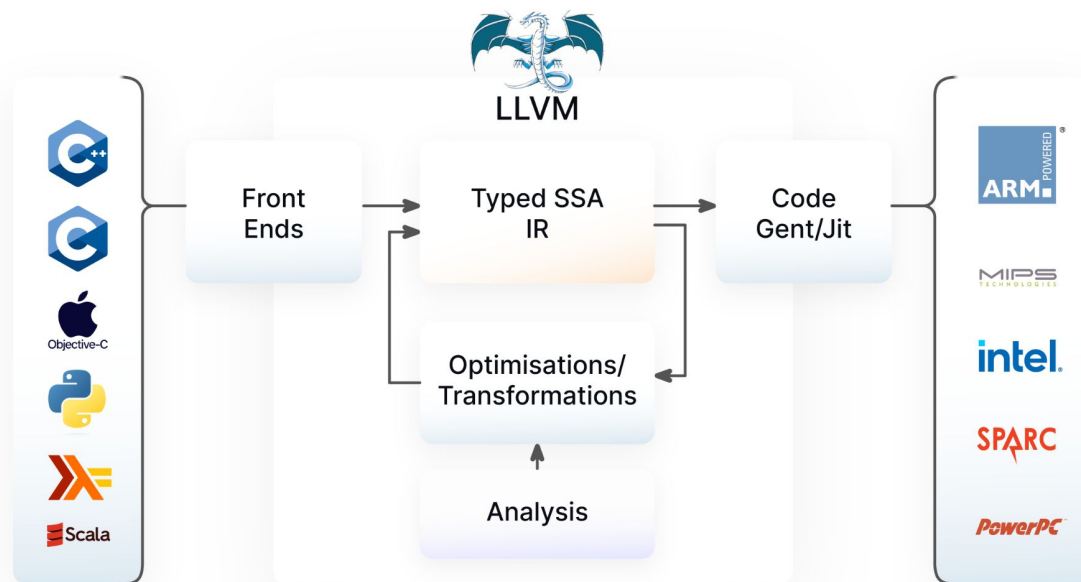 LLVM
C++
C
Objective-C
Scala
Front
Ends
Typed SSA
IR
Code
Gent/Jit
Optimisations/
Transformations
Analysis
ARM POWERED ®
MIPS
TECHNOLOGIES
intel.
SPARC
PowerPC™